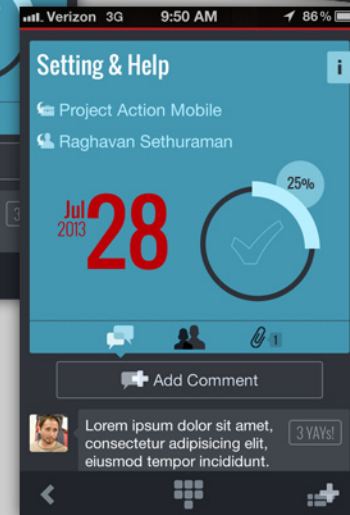 Verizon 3G 9:50 AM 86%
Setting & Help
i
Project Action Mobile
Raghavan Sethuraman
25%
Jul
2013
28
1
Add Comment
Lorem ipsum dolor sit amet,
consectetur adipisicing elit,
eiusmod tempor incididunt.
3 YAYs!
3